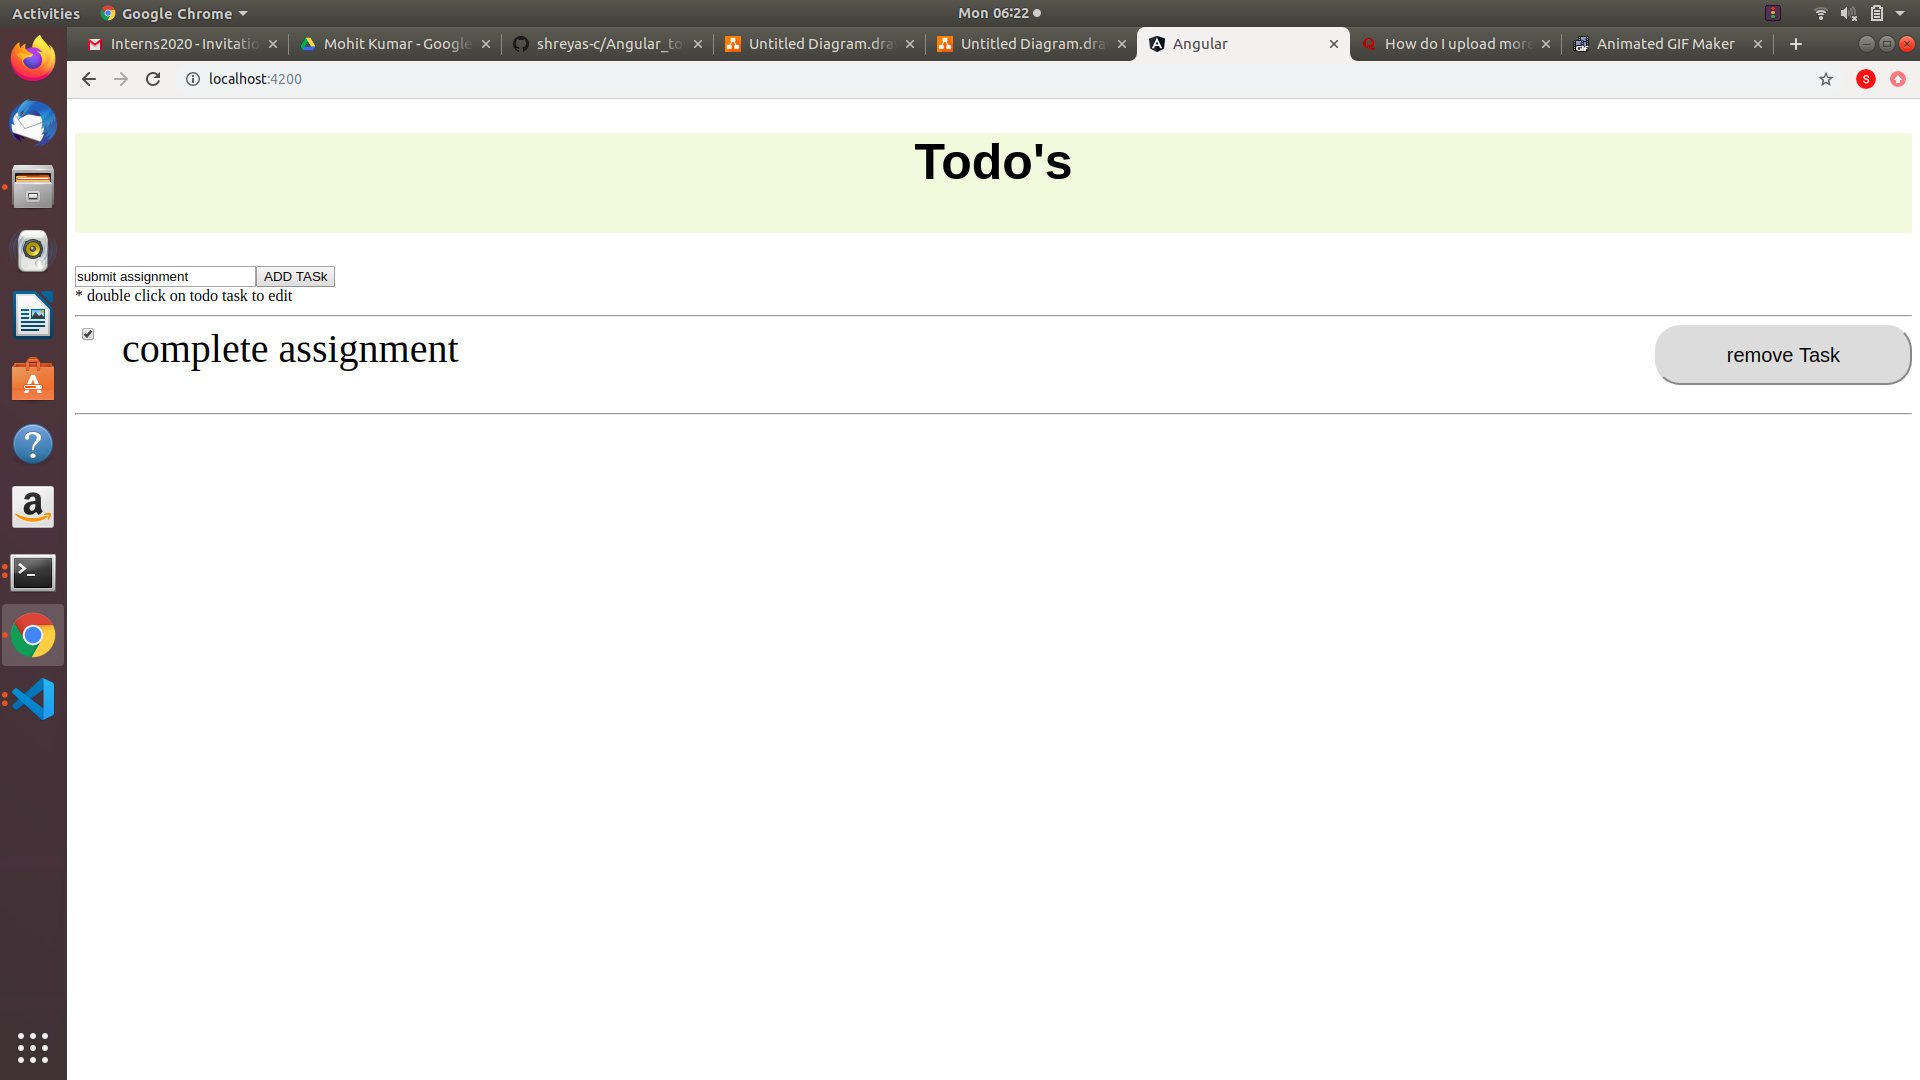 Activities Google Chrome Mon 06:22
Interns2020 - Invitatio Mohit Kumar - Google shreyas-c/Angular_to Untitled Diagram.dra Untitled Diagram.dra Angular How do I upload more Animated GIF Maker
localhost:4200 S
Todo's
submit assignment ADD TASk
* double click on todo task to edit
complete assignment remove Task